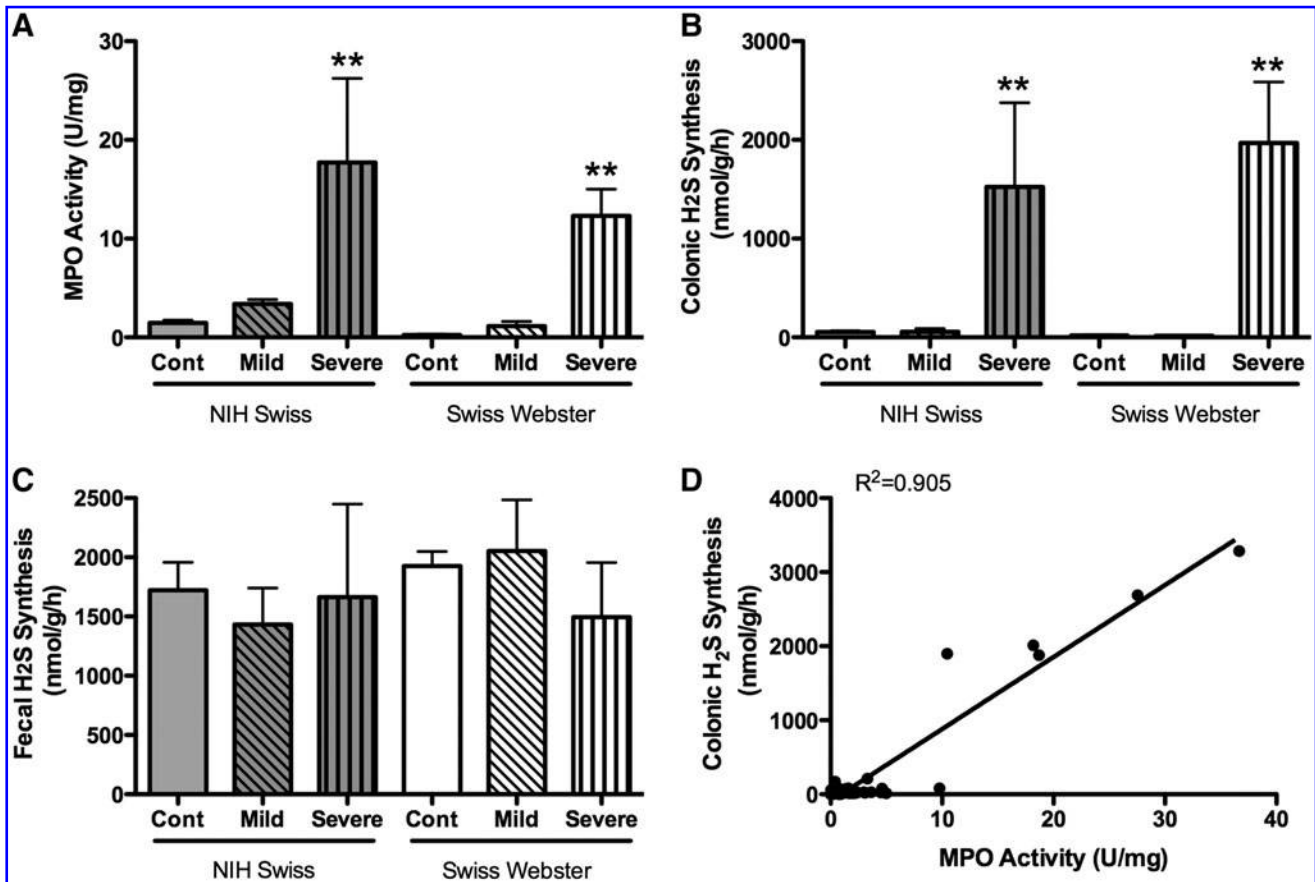 A
MPO Activity (U/mg)
30
20
10
0
**
**
Cont Mild Severe Cont Mild Severe
NIH Swiss Swiss Webster
B
Colonic H2S Synthesis
(nmol/g/h)
3000
2000
1000
0
**
**
Cont Mild Severe Cont Mild Severe
NIH Swiss Swiss Webster
C
Fecal H2S Synthesis
(nmol/g/h)
2500
2000
1500
1000
500
0
Cont Mild Severe Cont Mild Severe
NIH Swiss Swiss Webster
D
R²=0.905
Colonic H₂S Synthesis
(nmol/g/h)
4000
3000
2000
1000
0
0 10 20 30 40
MPO Activity (U/mg)